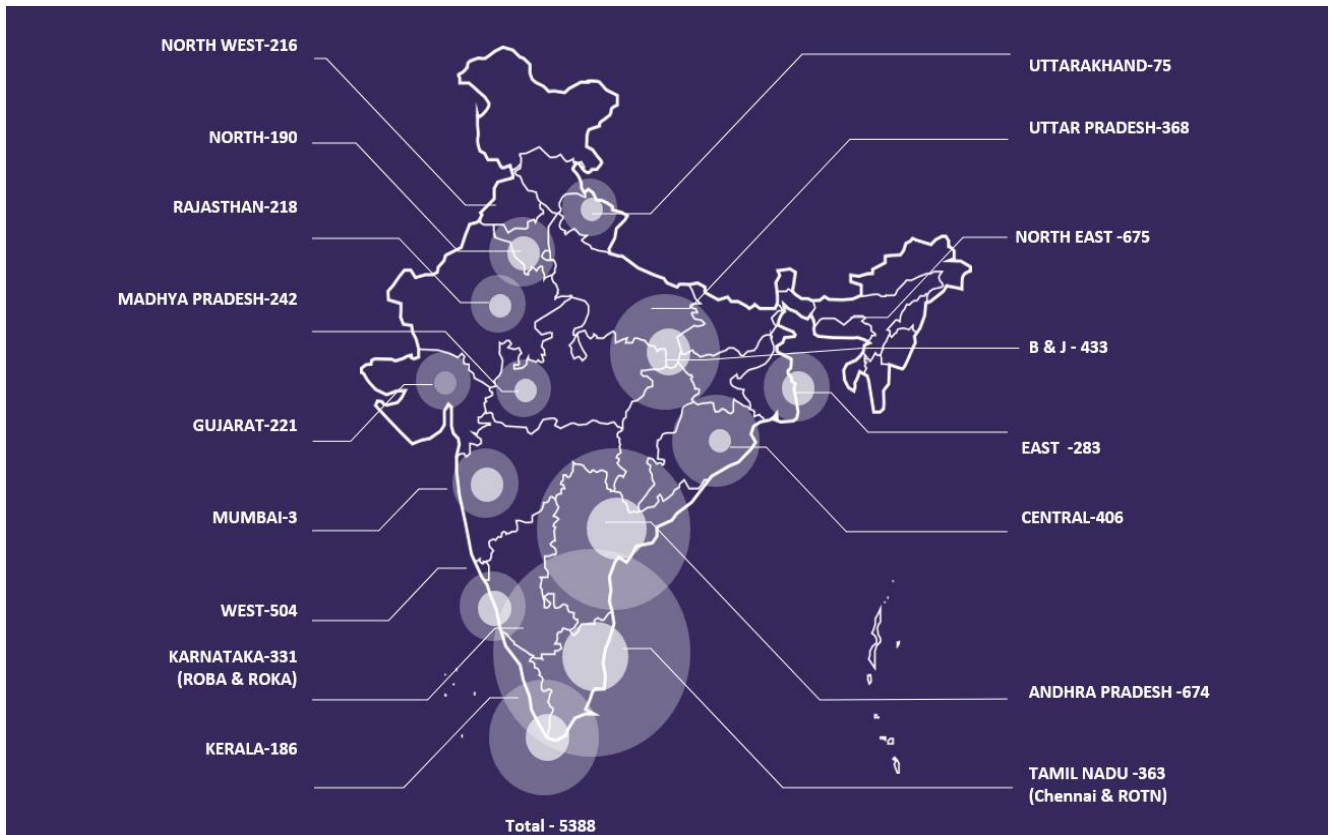 NORTH WEST-216
NORTH-190
RAJASTHAN-218
MADHYA PRADESH-242
GUJARAT-221
MUMBAI-3
WEST-504
KARNATAKA-331
(ROBA & ROKA)
KERALA-186
UTTARAKHAND-75
UTTAR PRADESH-368
NORTH EAST -675
B & J - 433
EAST -283
CENTRAL-406
ANDHRA PRADESH -674
TAMIL NADU -363
(Chennai & ROTN)
Total - 5388